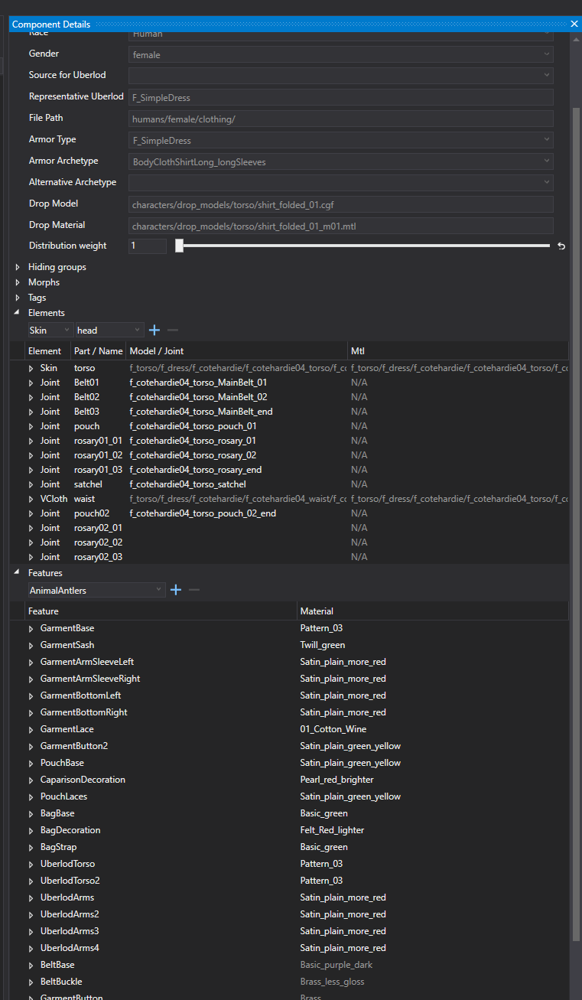 Component Details
Race Human
Gender female
Source for Uberlod
Representative Uberlod F_SimpleDress
File Path humans/female/clothing/
Armor Type F_SimpleDress
Armor Archetype BodyClothShirtLong_longSleeves
Alternative Archetype
Drop Model characters/drop_models/torso/shirt_folded_01.cgf
Drop Material characters/drop_models/torso/shirt_folded_01_m01.mtl
Distribution weight 1
Hiding groups
Morphs
Tags
Elements
Skin head
Element Part / Name Model / Joint Mtl
Skin torso f_torso/f_dress/f_cotehardie/f_cotehardie04_torso/f_cc f_torso/f_dress/f_cotehardie/f_cotehardie04_torso/f_cc
Joint Belt01 f_cotehardie04_torso_MainBelt_01 N/A
Joint Belt02 f_cotehardie04_torso_MainBelt_02 N/A
Joint Belt03 f_cotehardie04_torso_MainBelt_end N/A
Joint pouch f_cotehardie04_torso_pouch_01 N/A
Joint rosary01_01 f_cotehardie04_torso_rosary_01 N/A
Joint rosary01_02 f_cotehardie04_torso_rosary_02 N/A
Joint rosary01_03 f_cotehardie04_torso_rosary_end N/A
Joint satchel f_cotehardie04_torso_satchel N/A
VCloth waist f_torso/f_dress/f_cotehardie/f_cotehardie04_waist/f_cc f_torso/f_dress/f_cotehardie/f_cotehardie04_torso/f_cc
Joint pouch02 f_cotehardie04_torso_pouch_02_end N/A
Joint rosary02_01 N/A
Joint rosary02_02 N/A
Joint rosary02_03 N/A
Features
AnimalAntlers
Feature Material
GarmentBase Pattern_03
GarmentSash Twill_green
GarmentArmSleeveLeft Satin_plain_more_red
GarmentArmSleeveRight Satin_plain_more_red
GarmentBottomLeft Satin_plain_more_red
GarmentBottomRight Satin_plain_more_red
GarmentLace 01_Cotton_Wine
GarmentButton2 Satin_plain_green_yellow
PouchBase Satin_plain_green_yellow
CaparisonDecoration Pearl_red_brighter
PouchLaces Satin_plain_green_yellow
BagBase Basic_green
BagDecoration Felt_Red_lighter
BagStrap Basic_green
UberlodTorso Pattern_03
UberlodTorso2 Pattern_03
UberlodArms Satin_plain_more_red
UberlodArms2 Satin_plain_more_red
UberlodArms3 Satin_plain_more_red
UberlodArms4 Satin_plain_more_red
BeltBase Basic_purple_dark
BeltBuckle Brass_less_gloss
GarmentButton Brass